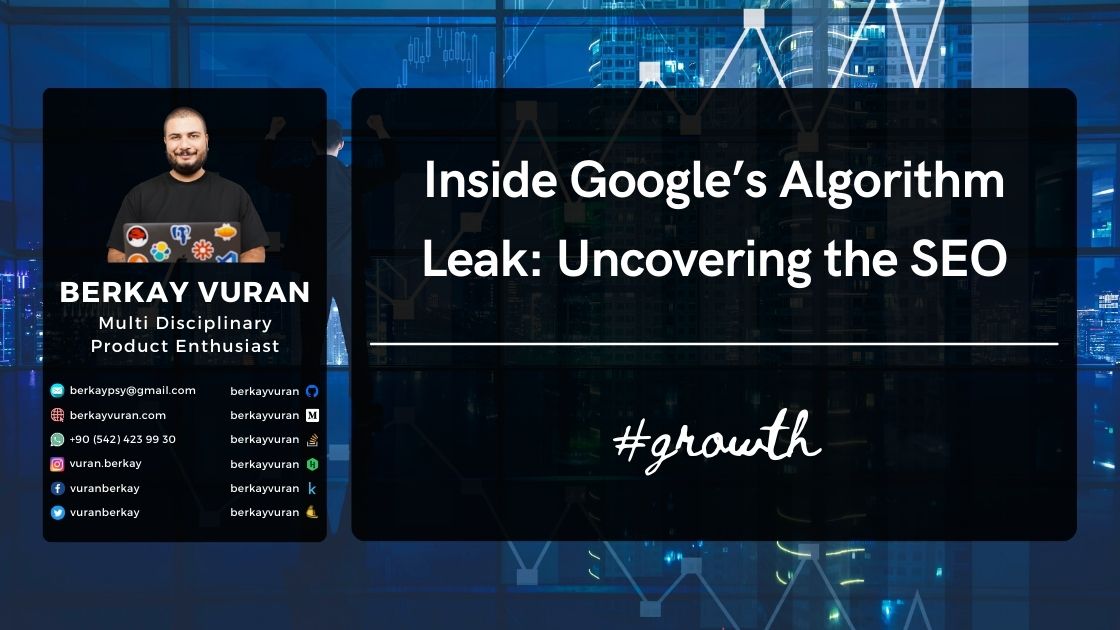 BERKAY VURAN
Multi Disciplinary
Product Enthusiast
berkaypsy@gmail.com
berkayvuran.com
+90 (542) 423 99 30
vuran.berkay
vuranberkay
vuranberkay
berkayvuran
berkayvuran
M
berkayvuran
berkayvuran
berkayvuran
k
berkayvuran
Inside Google’s Algorithm
Leak: Uncovering the SEO
#growth